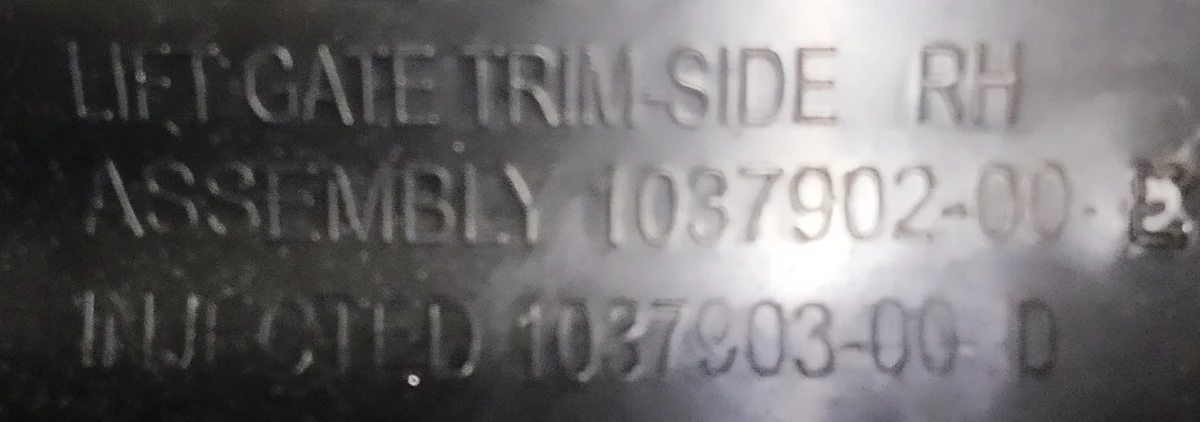 LIFT GATE TRIM-SIDE RH
ASSEMBLY 1037902-00-
INJECTED 1037903-00- D